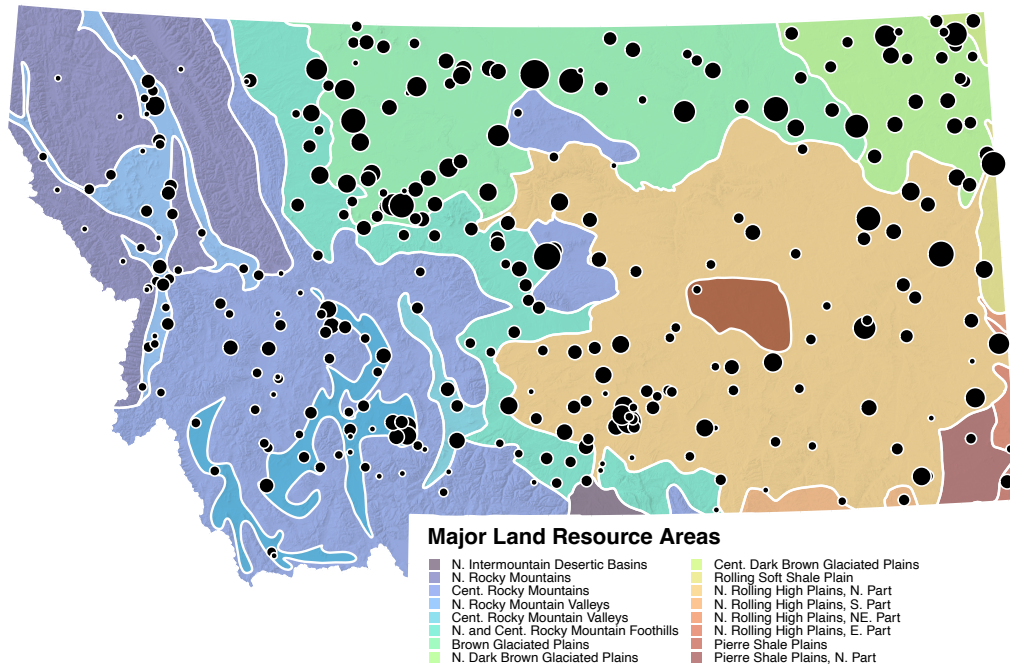 Major Land Resource Areas
N. Intermountain Desertic Basins
N. Rocky Mountains
Cent. Rocky Mountains
N. Rocky Mountain Valleys
Cent. Rocky Mountain Valleys
N. and Cent. Rocky Mountain Foothills
Brown Glaciated Plains
N. Dark Brown Glaciated Plains
Cent. Dark Brown Glaciated Plains
Rolling Soft Shale Plain
N. Rolling High Plains, N. Part
N. Rolling High Plains, S. Part
N. Rolling High Plains, NE. Part
N. Rolling High Plains, E. Part
Pierre Shale Plains
Pierre Shale Plains, N. Part